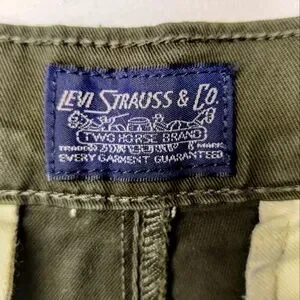 LEVI STRAUSS & CO.
TWO HORSE BRAND
TRADE MARK
EVERY GARMENT GUARANTEED